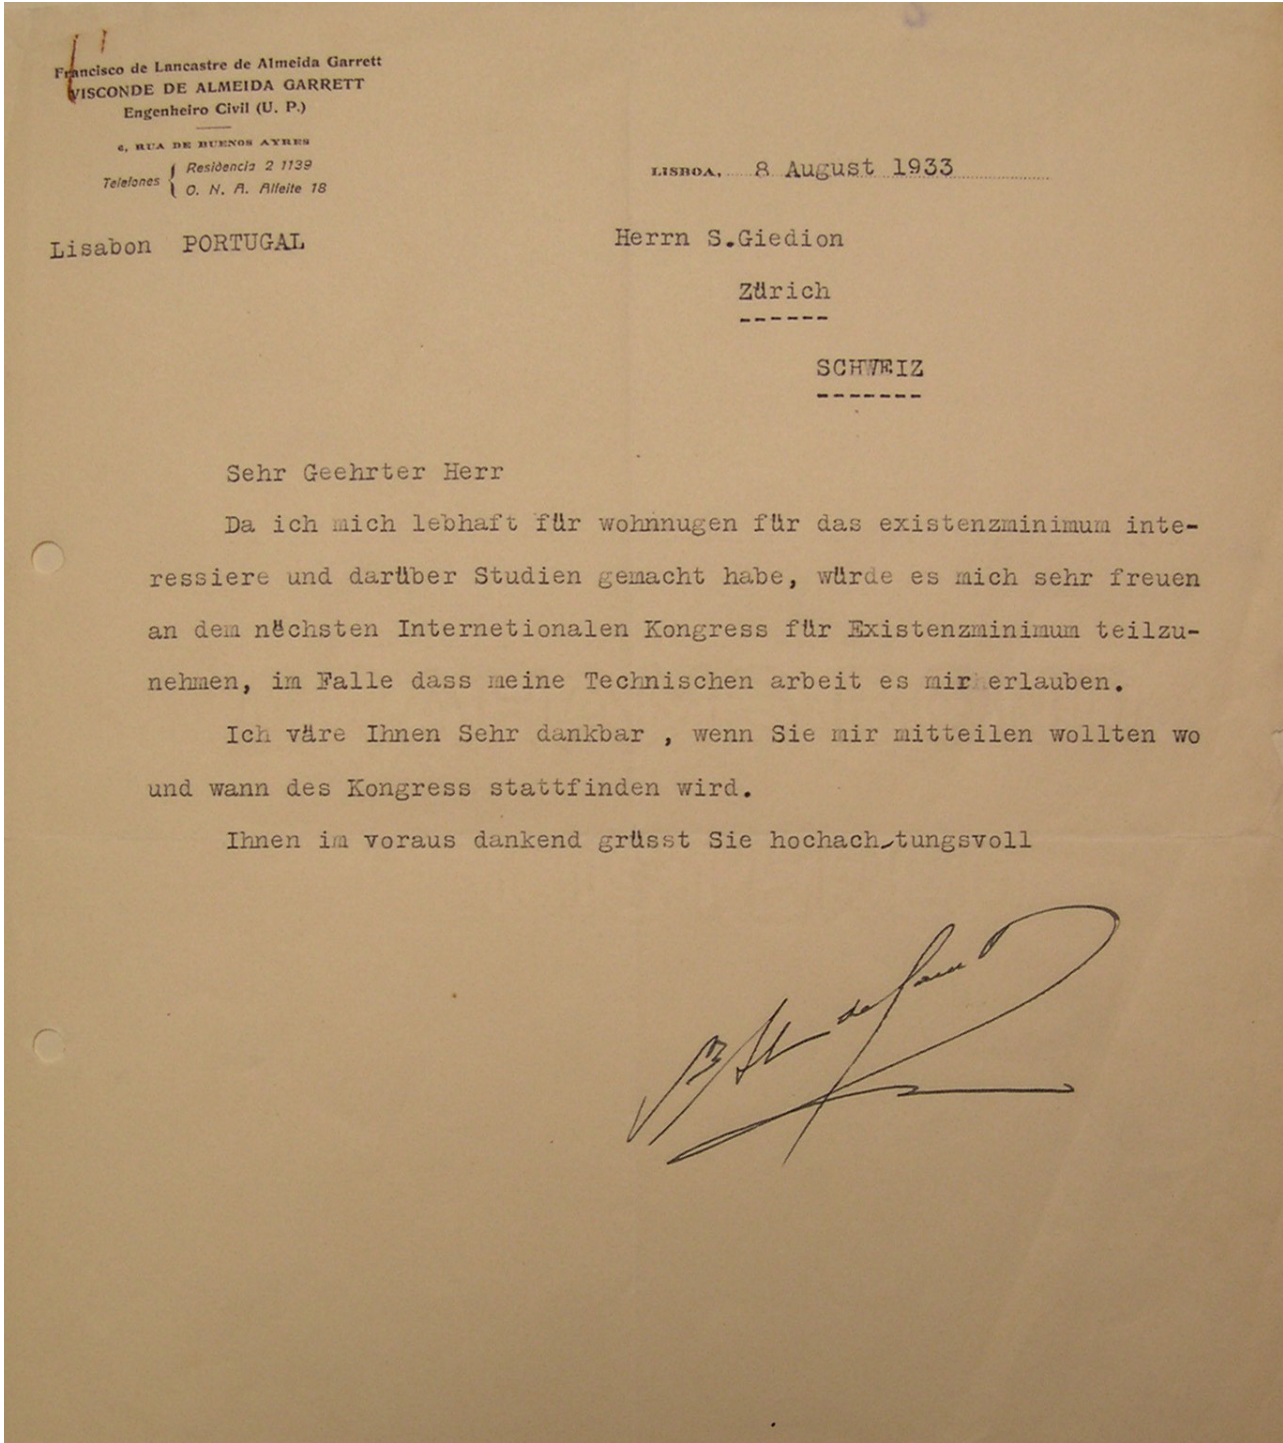 Francisco de Lancastre de Almeida Garrett
VISCONDE DE ALMEIDA GARRETT
Engenheiro Civil (U. P.)
6, RUA DE BUENOS AYRES
Telefones { Residencia 2 1139
O. N. A. Alfeite 18
LISBOA, 8 August 1933
Lisabon PORTUGAL
Herrn S.Giedion
Zürich
------
SCHWEIZ
-------
Sehr Geehrter Herr
Da ich mich lebhaft für wohnnugen für das existenzminimum inte-
ressiere und darüber Studien gemacht habe, würde es mich sehr freuen
an dem nëchsten Internetionalen Kongress für Existenzminimum teilzu-
nehmen, im Falle dass meine Technischen arbeit es mir erlauben.
Ich väre Ihnen Sehr dankbar , wenn Sie mir mitteilen wollten wo
und wann des Kongress stattfinden wird.
Ihnen im voraus dankend grüsst Sie hochachtungsvoll